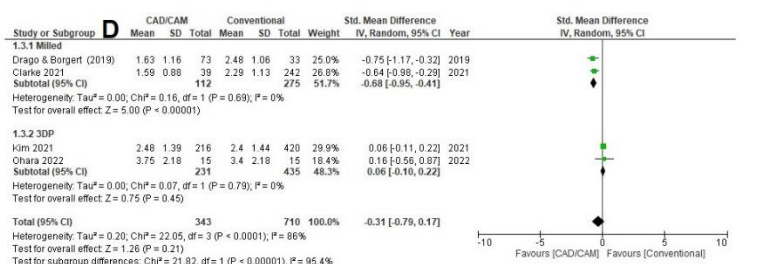 D CAD/CAM Conventional Std. Mean Difference Std. Mean Difference
Study or Subgroup Mean SD Total Mean SD Total Weight IV, Random, 95% CI Year IV, Random, 95% CI
1.3.1 Milled
Drago & Borgert (2019) 1.63 1.16 73 2.48 1.06 33 25.0% -0.75 [-1.17, -0.32] 2019
Clarke 2021 1.59 0.88 39 2.29 1.13 242 26.8% -0.64 [-0.98, -0.29] 2021
Subtotal (95% CI) 112 275 51.7% -0.68 [-0.95, -0.41]
Heterogeneity: Tau² = 0.00; Chi² = 0.16, df = 1 (P = 0.69); I² = 0%
Test for overall effect: Z = 5.00 (P < 0.00001)
1.3.2 3DP
Kim 2021 2.48 1.39 216 2.4 1.44 420 29.9% 0.06 [-0.11, 0.22] 2021
Ohara 2022 3.75 2.18 15 3.4 2.18 15 18.4% 0.16 [-0.56, 0.87] 2022
Subtotal (95% CI) 231 435 48.3% 0.06 [-0.10, 0.22]
Heterogeneity: Tau² = 0.00; Chi² = 0.07, df = 1 (P = 0.79); I² = 0%
Test for overall effect: Z = 0.75 (P = 0.45)
Total (95% CI) 343 710 100.0% -0.31 [-0.79, 0.17]
Heterogeneity: Tau² = 0.20; Chi² = 22.05, df = 3 (P < 0.0001); I² = 86%
Test for overall effect: Z = 1.26 (P = 0.21)
Test for subgroup differences: Chi² = 21.82, df = 1 (P < 0.00001), I² = 95.4%
-10 -5 0 5 10
Favours [CAD/CAM] Favours [Conventional]